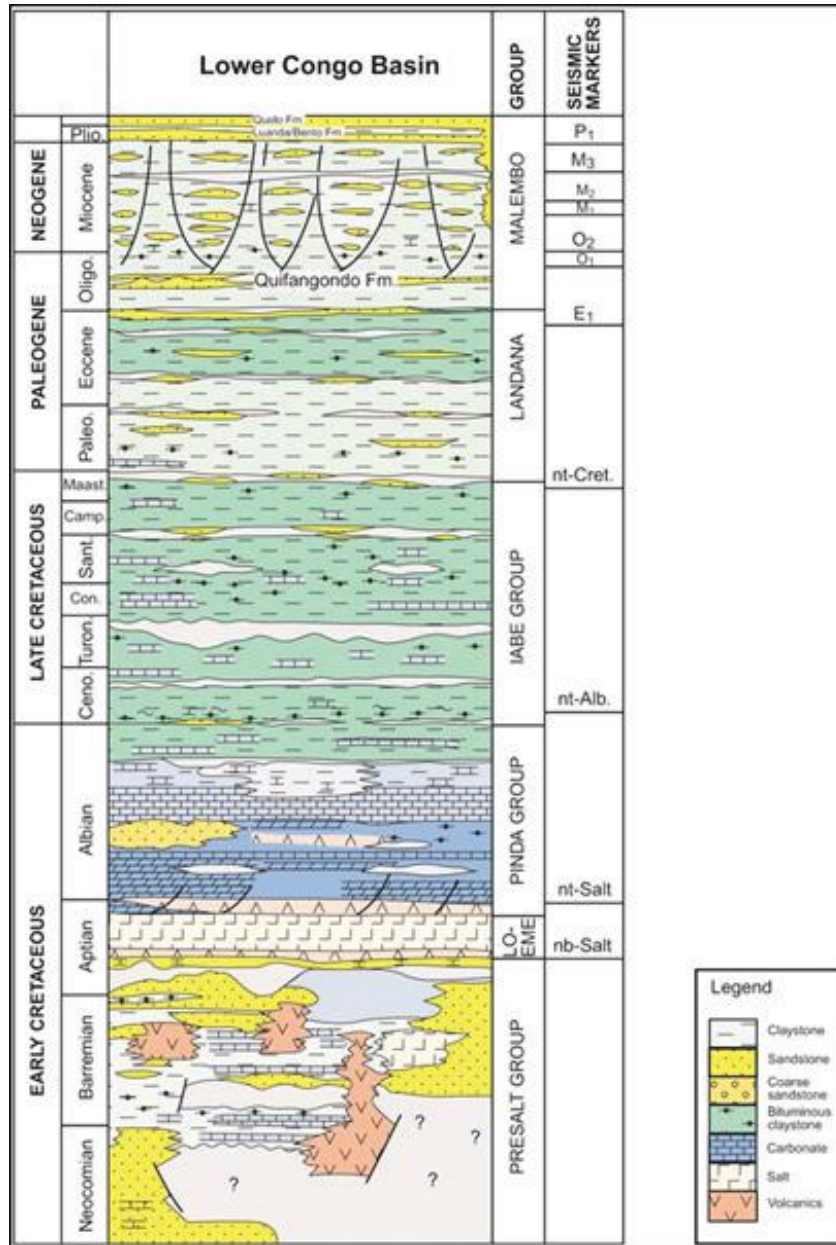 Lower Congo Basin
GROUP
SEISMIC
MARKERS
NEOGENE
PALEOGENE
LATE CRETACEOUS
EARLY CRETACEOUS
Plio.
Miocene
Oligo.
Eocene
Paleo.
Maast.
Camp.
Sant.
Con.
Turon.
Ceno.
Albian
Aptian
Barremian
Neocomian
Quelo Fm
Luanda/Bento Fm
Quifangondo Fm.
?
?
?
?
MALEMBO
LANDANA
IABE GROUP
PINDA GROUP
LO-
EME
PRESALT GROUP
P1
M3
M2
M1
O2
O1
E1
nt-Cret.
nt-Alb.
nt-Salt
nb-Salt
Legend
Claystone
Sandstone
Coarse
sandstone
Bituminous
claystone
Carbonate
Salt
Volcanics